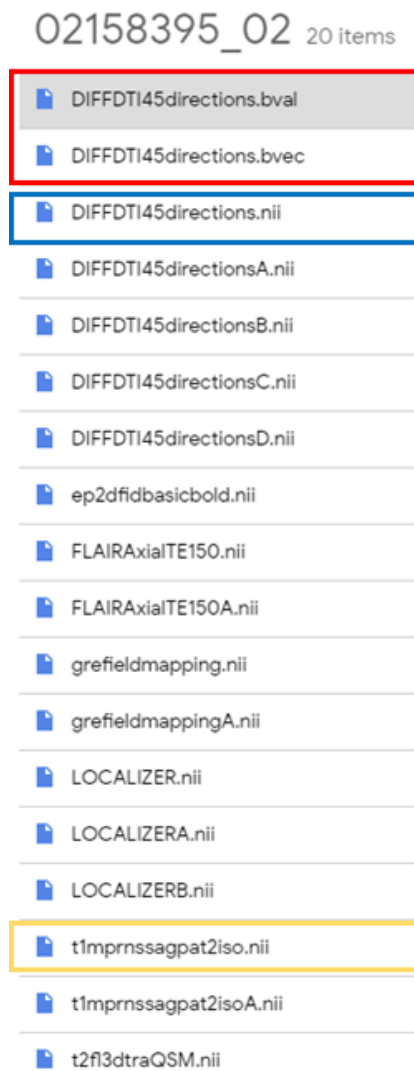 02158395_02 20 items
DIFFDTI45directions.bval
DIFFDTI45directions.bvec
DIFFDTI45directions.nii
DIFFDTI45directionsA.nii
DIFFDTI45directionsB.nii
DIFFDTI45directionsC.nii
DIFFDTI45directionsD.nii
ep2dfidbasicbold.nii
FLAIRAxialTE150.nii
FLAIRAxialTE150A.nii
grefieldmapping.nii
grefieldmappingA.nii
LOCALIZER.nii
LOCALIZERA.nii
LOCALIZERB.nii
t1mprnssagpat2iso.nii
t1mprnssagpat2isoA.nii
t2fl3dtraQSM.nii